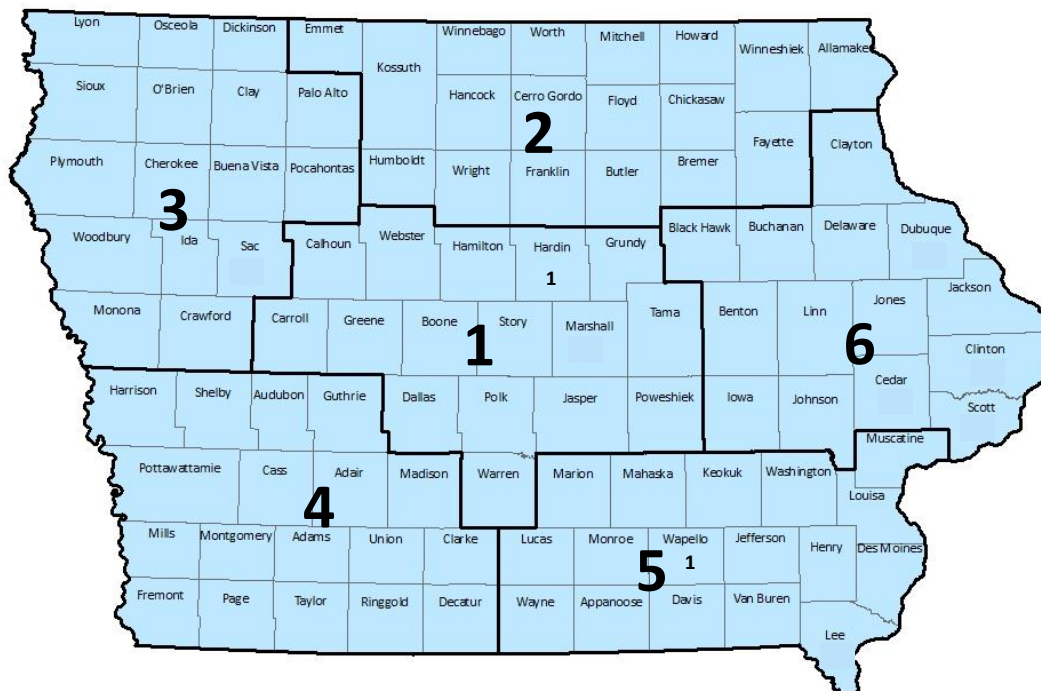 Lyon Osceola Dickinson Emmet Winnebago Worth Mitchell Howard Winneshiek Allamakee
Kossuth
Sioux O'Brien Clay Palo Alto Hancock Cerro Gordo Floyd Chickasaw
2
Plymouth Cherokee Buena Vista Pocahontas Humboldt Wright Franklin Butler Bremer Fayette Clayton
3
Woodbury Ida Sac Calhoun Webster Hamilton Hardin Grundy Black Hawk Buchanan Delaware Dubuque
1
Monona Crawford Carroll Greene Boone Story Marshall Tama Benton Linn Jones Jackson
1 6
Clinton
Harrison Shelby Audubon Guthrie Dallas Polk Jasper Poweshiek Iowa Johnson Cedar Scott
Muscatine
Pottawattamie Cass Adair Madison Warren Marion Mahaska Keokuk Washington Louisa
4
Mills Montgomery Adams Union Clarke Lucas Monroe Wapello Jefferson Henry Des Moines
5 1
Fremont Page Taylor Ringgold Decatur Wayne Appanoose Davis Van Buren Lee